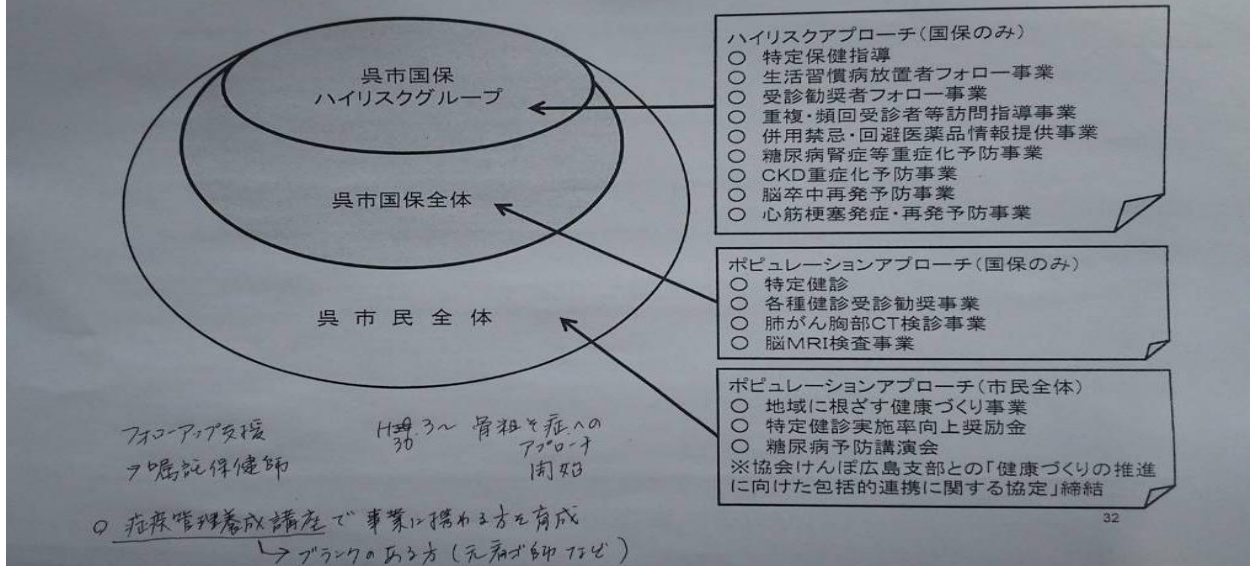 呉市国保
ハイリスクグループ
呉市国保全体
呉市民全体
ハイリスクアプローチ(国保のみ)
○ 特定保健指導
○ 生活習慣病放置者フォロー事業
○ 受診勧奨者フォロー事業
○ 重複・頻回受診者等訪問指導事業
○ 併用禁忌・回避医薬品情報提供事業
○ 糖尿病腎症等重症化予防事業
○ CKD重症化予防事業
○ 脳卒中再発予防事業
○ 心筋梗塞発症・再発予防事業
ポピュレーションアプローチ(国保のみ)
○ 特定健診
○ 各種健診受診勧奨事業
○ 肺がん胸部CT検診事業
○ 脳MRI検査事業
ポピュレーションアプローチ(市民全体)
○ 地域に根ざす健康づくり事業
○ 特定健診実施率向上奨励金
○ 糖尿病予防講演会
※協会けんぽ広島支部との「健康づくりの推進
に向けた包括的連携に関する協定」締結
32
フォローアップ支援
→嘱託保健師
H30.3~ 骨粗そ症への
アプローチ
開始
○ 疾病管理養成講座で事業に携わる方を育成
→ブランクのある方(元看ゴ師など)